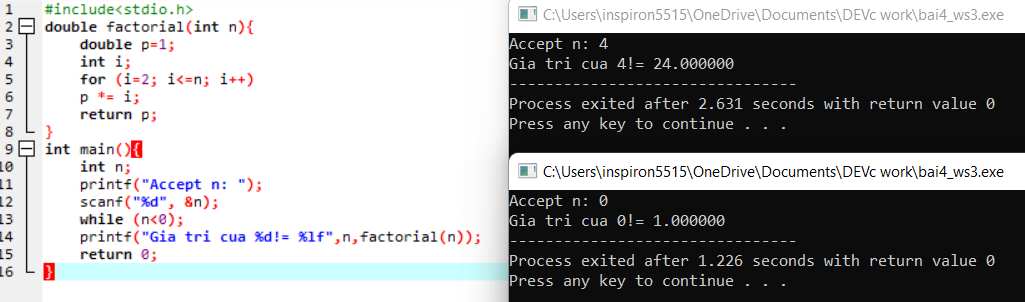 1 #include<stdio.h>
2 double factorial(int n){
3 double p=1;
4 int i;
5 for (i=2; i<=n; i++)
6 p *= i;
7 return p;
8 }
9 int main(){
10 int n;
11 printf("Accept n: ");
12 scanf("%d", &n);
13 while (n<0);
14 printf("Gia tri cua %d!= %lf",n,factorial(n));
15 return 0;
16 }
C:\Users\inspiron5515\OneDrive\Documents\DEVc work\bai4_ws3.exe
Accept n: 4
Gia tri cua 4!= 24.000000
--------------------------------
Process exited after 2.631 seconds with return value 0
Press any key to continue . . .
C:\Users\inspiron5515\OneDrive\Documents\DEVc work\bai4_ws3.exe
Accept n: 0
Gia tri cua 0!= 1.000000
--------------------------------
Process exited after 1.226 seconds with return value 0
Press any key to continue . . .